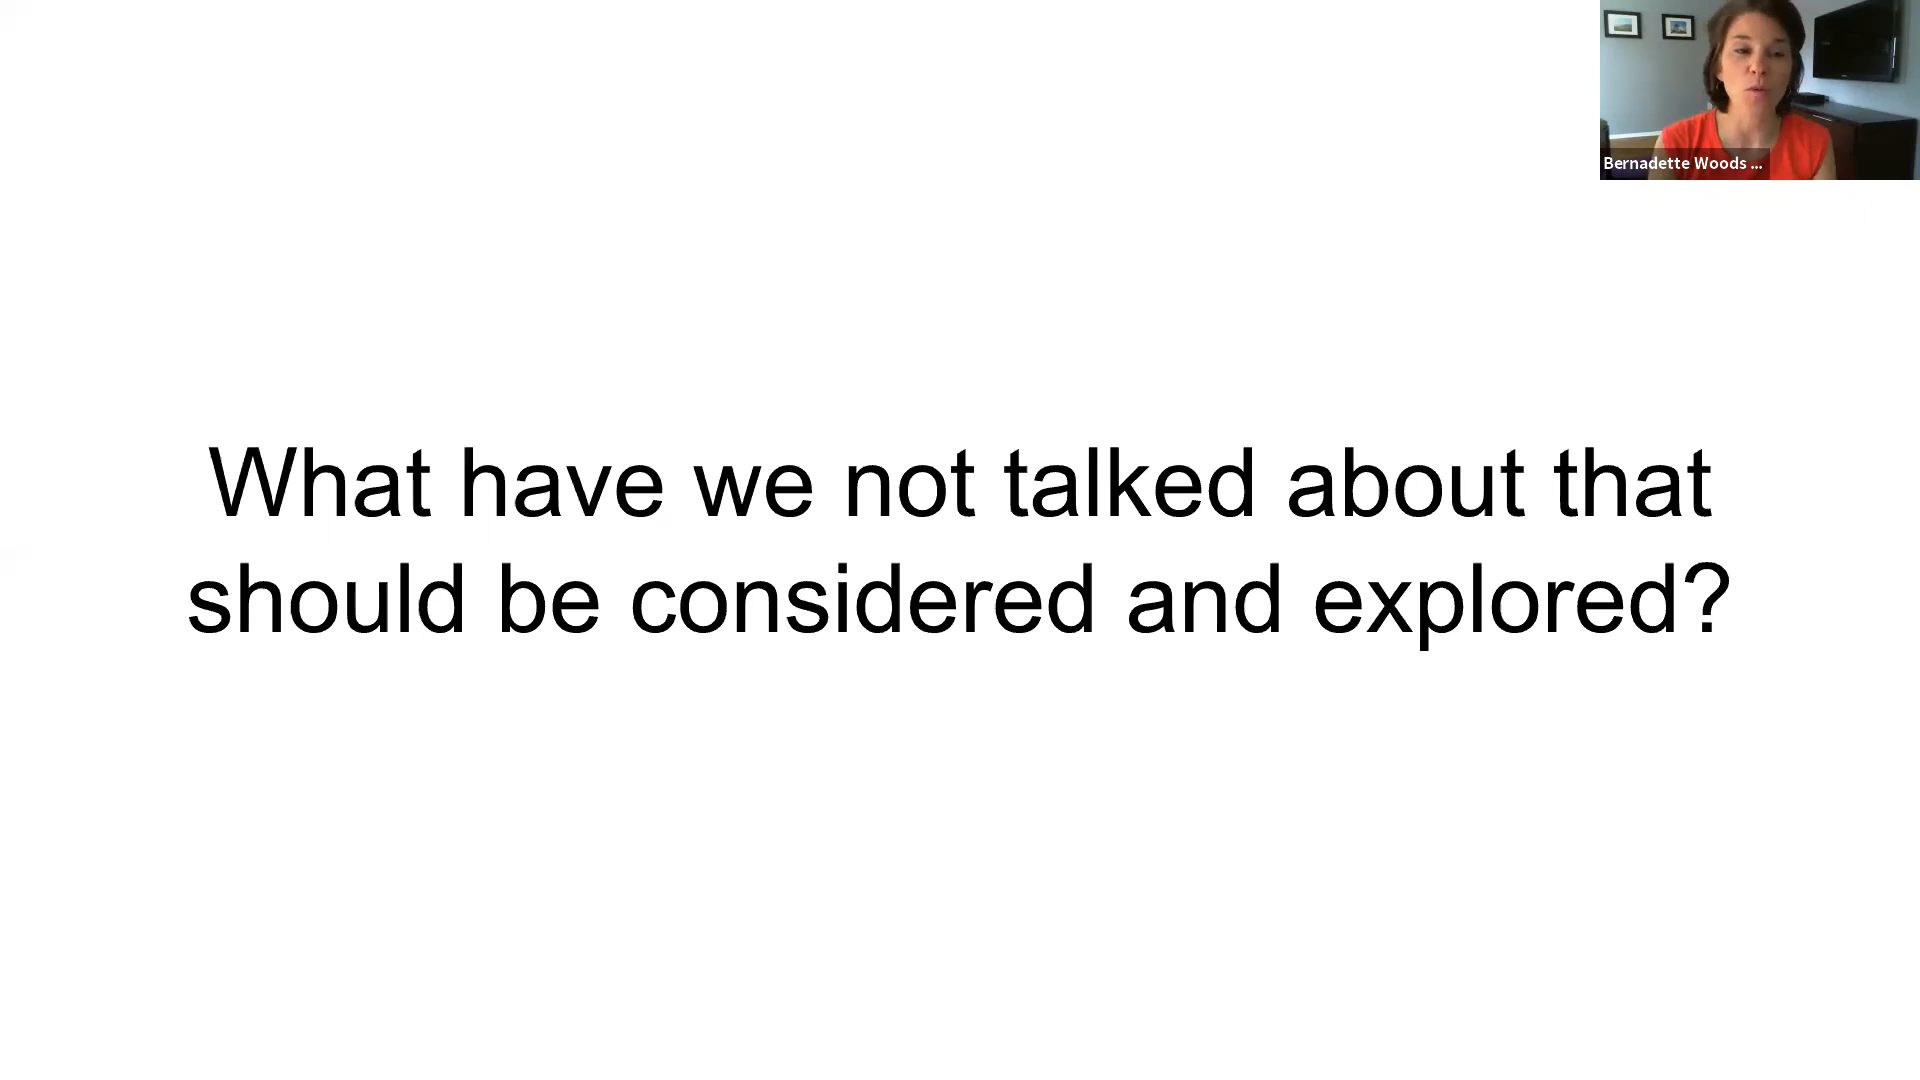 Bernadette Woods ...
What have we not talked about that
should be considered and explored?